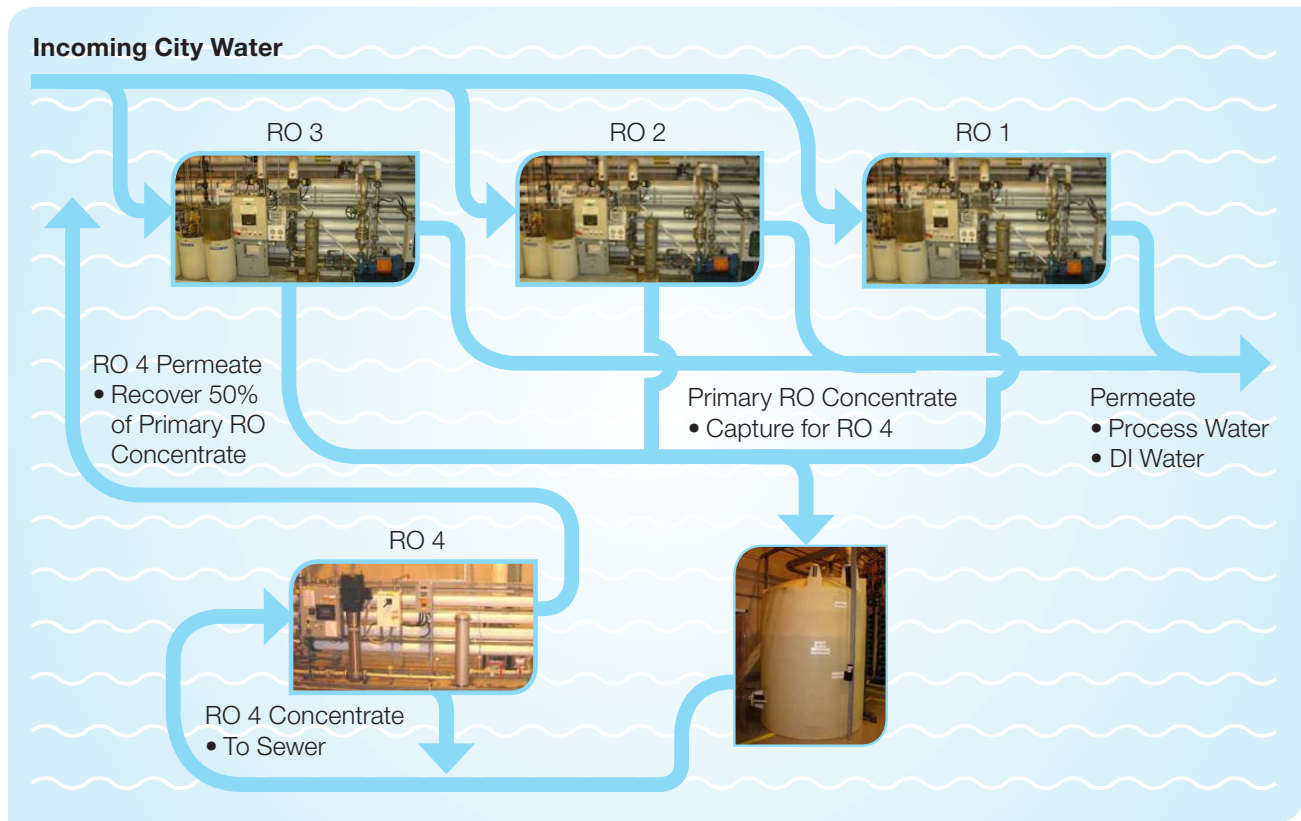 Incoming City Water
RO 3
RO 2
RO 1
RO 4 Permeate
• Recover 50%
of Primary RO
Concentrate
Primary RO Concentrate
• Capture for RO 4
Permeate
• Process Water
• DI Water
RO 4
RO 4 Concentrate
• To Sewer